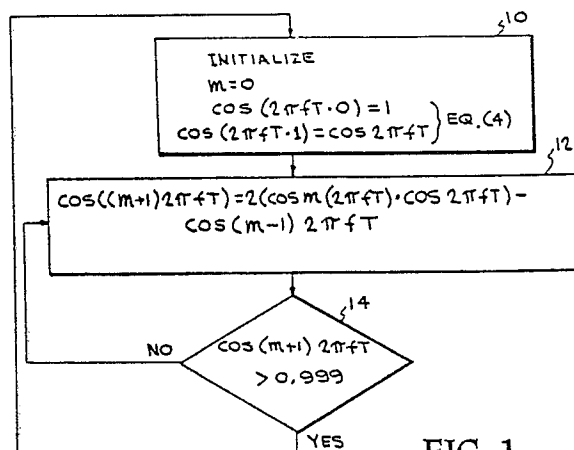 10
INITIALIZE
m=0
cos (2πfT·0) = 1
cos (2πfT·1) = cos 2πfT } EQ.(4)
12
cos((m+1)2πfT) = 2(cos m(2πfT)·cos 2πfT) –
cos (m-1) 2πfT
14
cos (m+1) 2πfT
> 0.999
NO
YES
FIG. 1